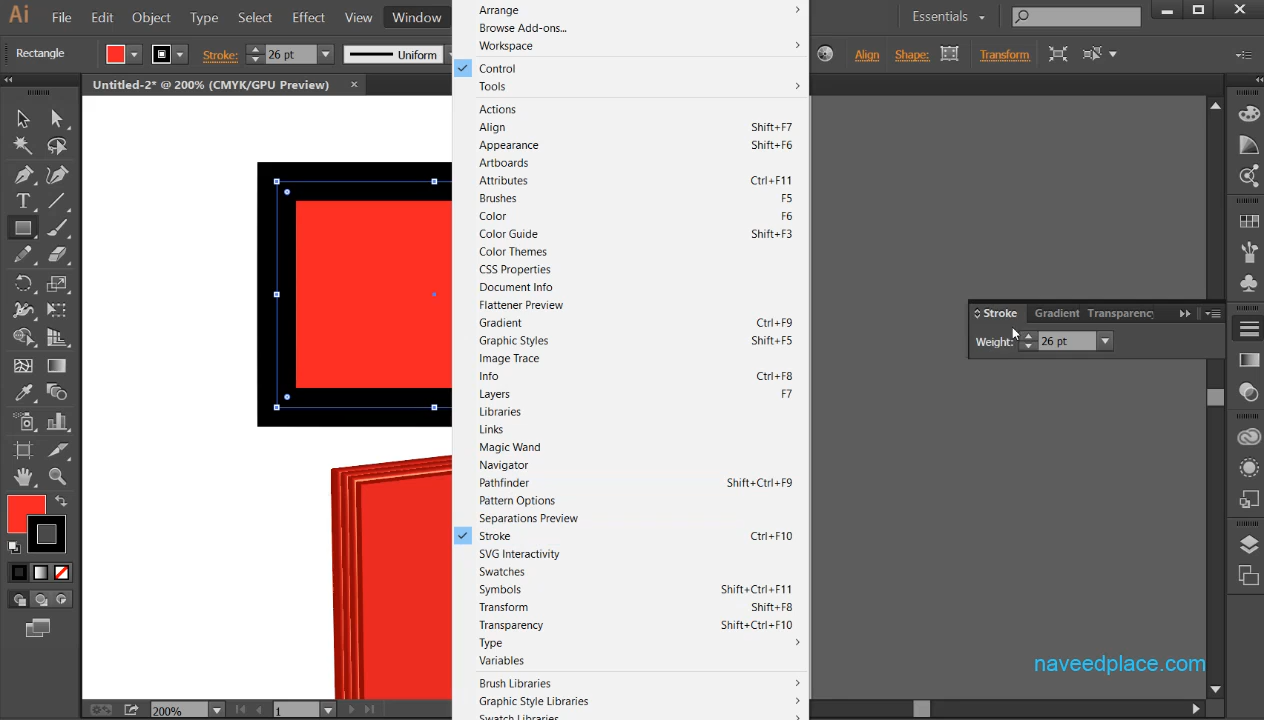 Ai File Edit Object Type Select Effect View Window Essentials
Rectangle Stroke: 26 pt Uniform Align Shape: Transform
Untitled-2* @ 200% (CMYK/GPU Preview)
Arrange
Browse Add-ons...
Workspace
Control
Tools
Actions
Align Shift+F7
Appearance Shift+F6
Artboards
Attributes Ctrl+F11
Brushes F5
Color F6
Color Guide Shift+F3
Color Themes
CSS Properties
Document Info
Flattener Preview
Gradient Ctrl+F9
Graphic Styles Shift+F5
Image Trace
Info Ctrl+F8
Layers F7
Libraries
Links
Magic Wand
Navigator
Pathfinder Shift+Ctrl+F9
Pattern Options
Separations Preview
Stroke Ctrl+F10
SVG Interactivity
Swatches
Symbols Shift+Ctrl+F11
Transform Shift+F8
Transparency Shift+Ctrl+F10
Type
Variables
Brush Libraries
Graphic Style Libraries
Swatch Libraries
Stroke Gradient Transparency
Weight: 26 pt
naveedplace.com
200% 1